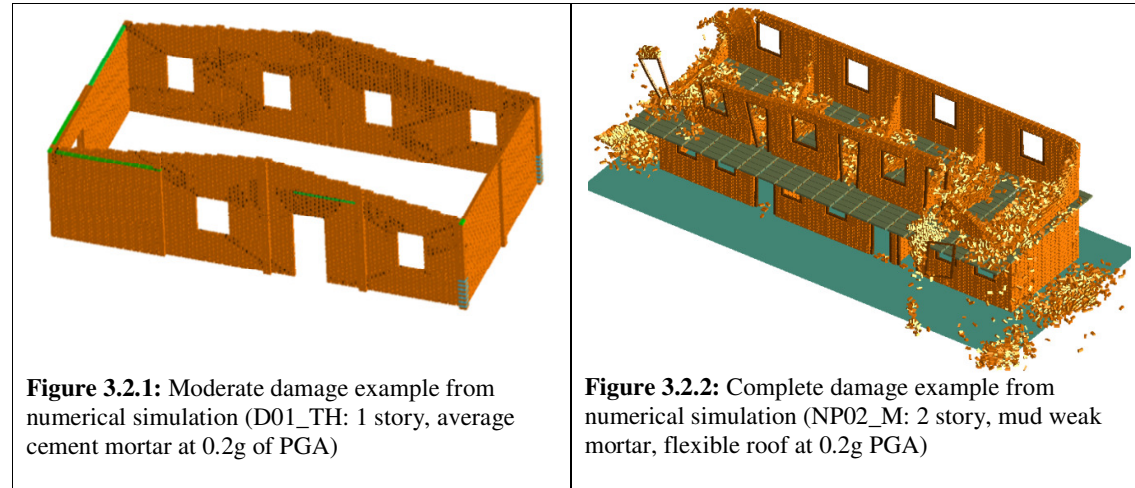 Figure 3.2.1: Moderate damage example from
numerical simulation (D01_TH: 1 story, average
cement mortar at 0.2g of PGA)
Figure 3.2.2: Complete damage example from
numerical simulation (NP02_M: 2 story, mud weak
mortar, flexible roof at 0.2g PGA)